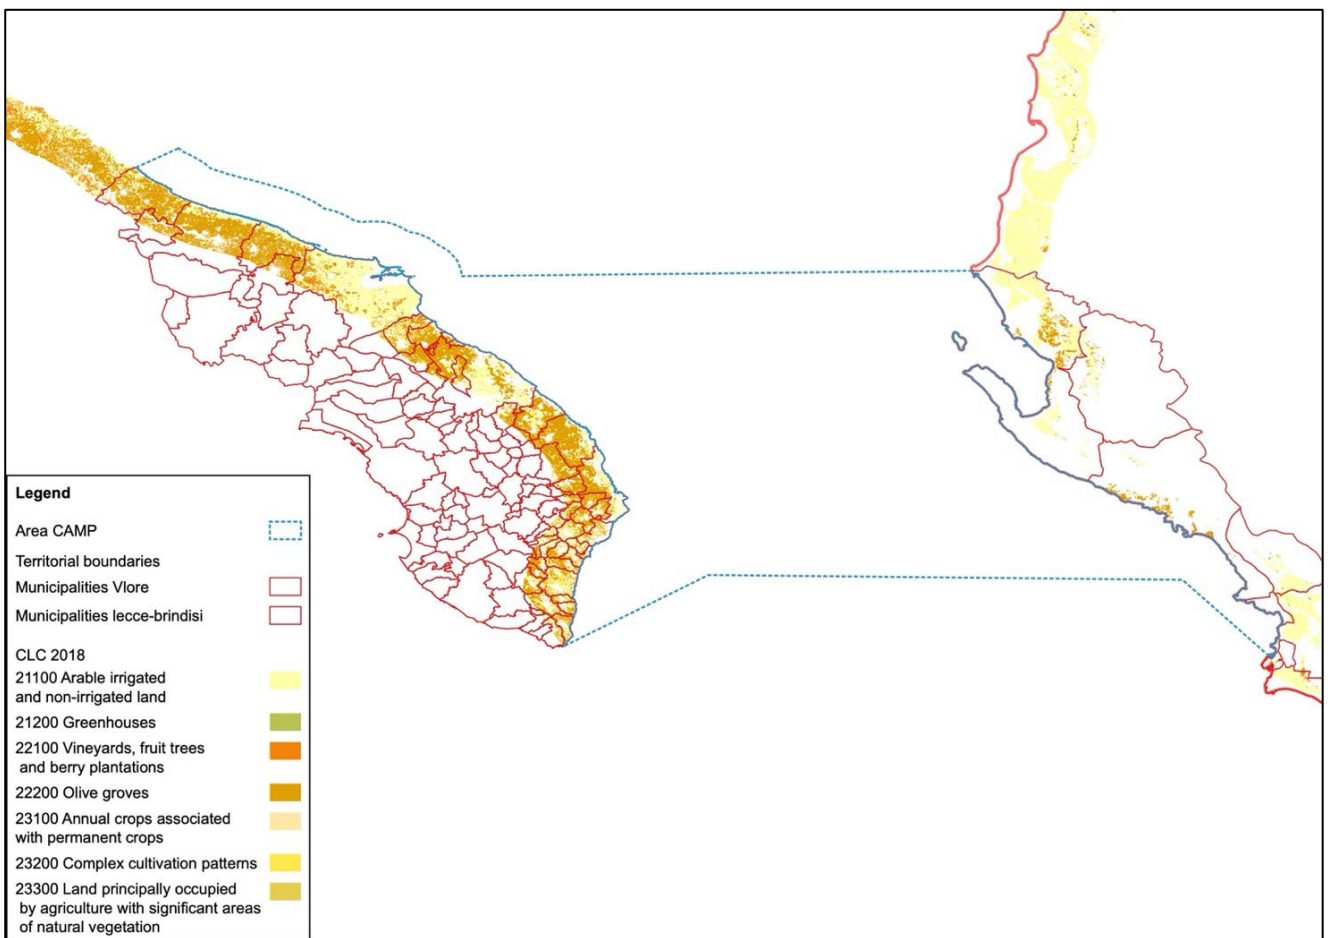 Legend
Area CAMP
Territorial boundaries
Municipalities Vlore
Municipalities lecce-brindisi
CLC 2018
21100 Arable irrigated
and non-irrigated land
21200 Greenhouses
22100 Vineyards, fruit trees
and berry plantations
22200 Olive groves
23100 Annual crops associated
with permanent crops
23200 Complex cultivation patterns
23300 Land principally occupied
by agriculture with significant areas
of natural vegetation